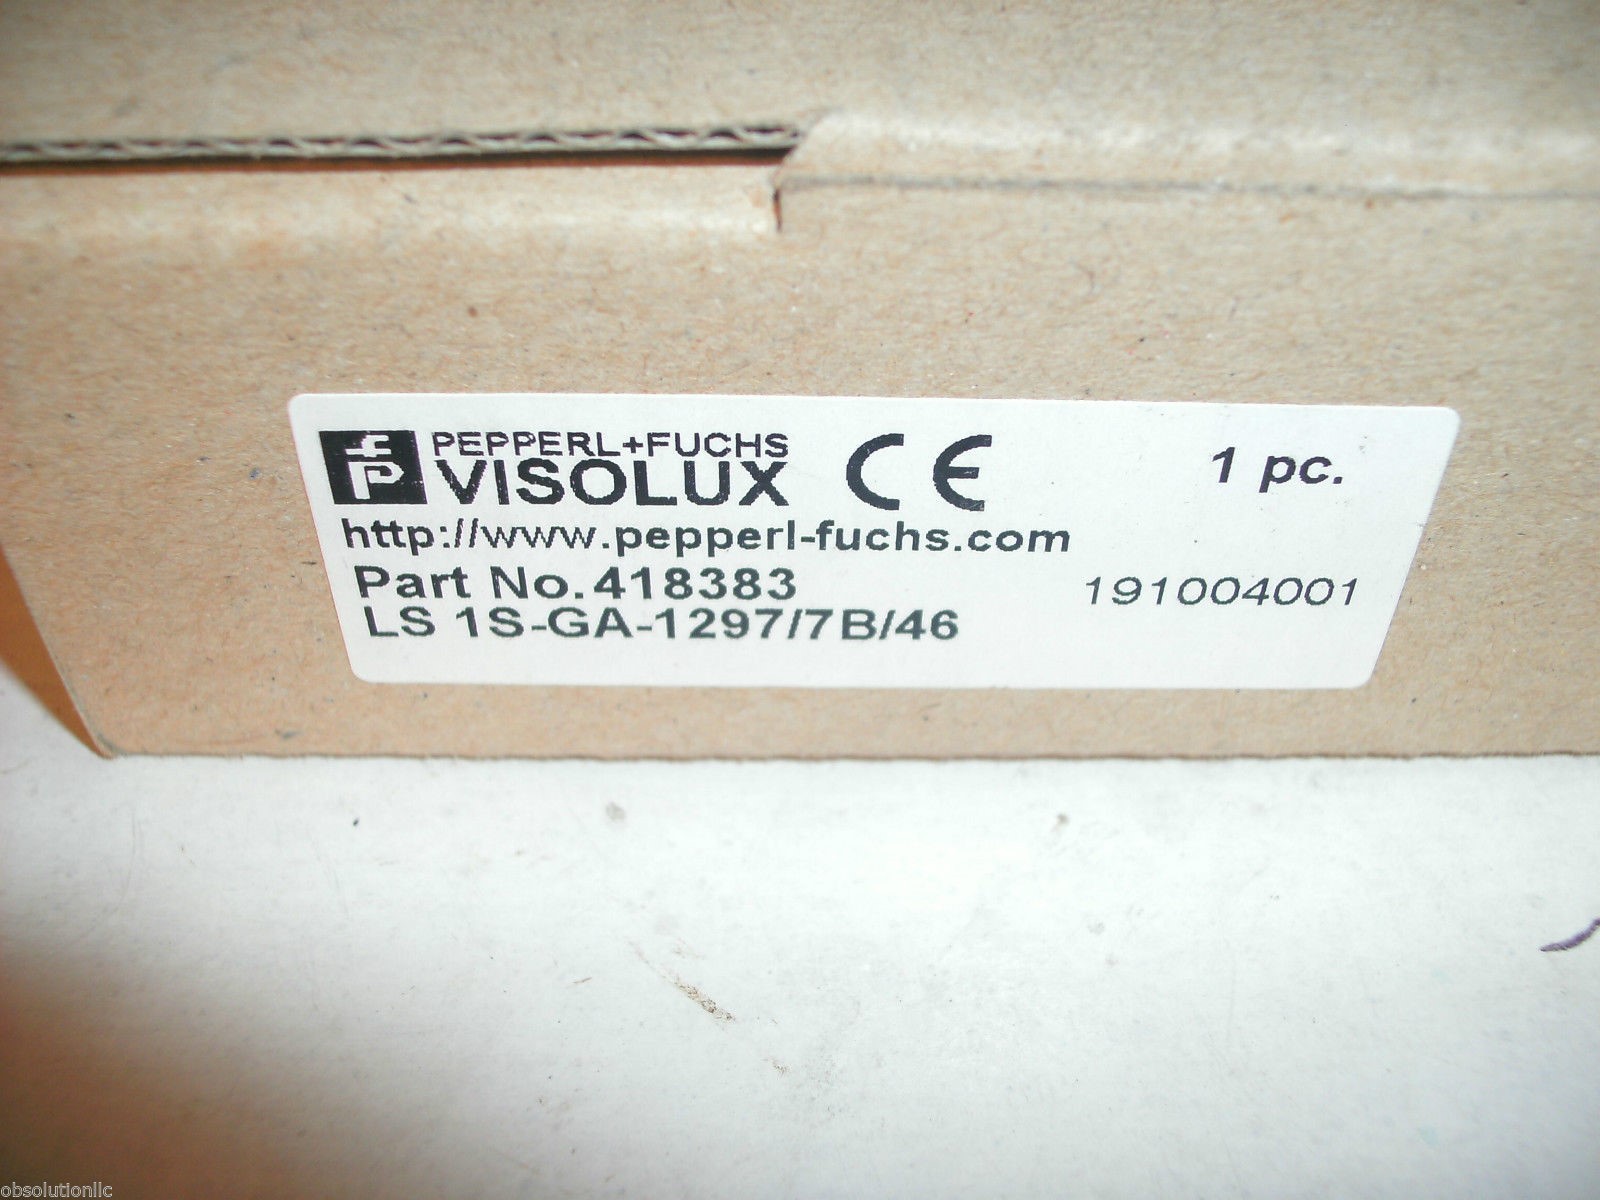 PEPPERL+FUCHS
VISOLUX CE 1 pc.
http://www.pepperl-fuchs.com
Part No. 418383 191004001
LS 1S-GA-1297/7B/46
obsolutionllc